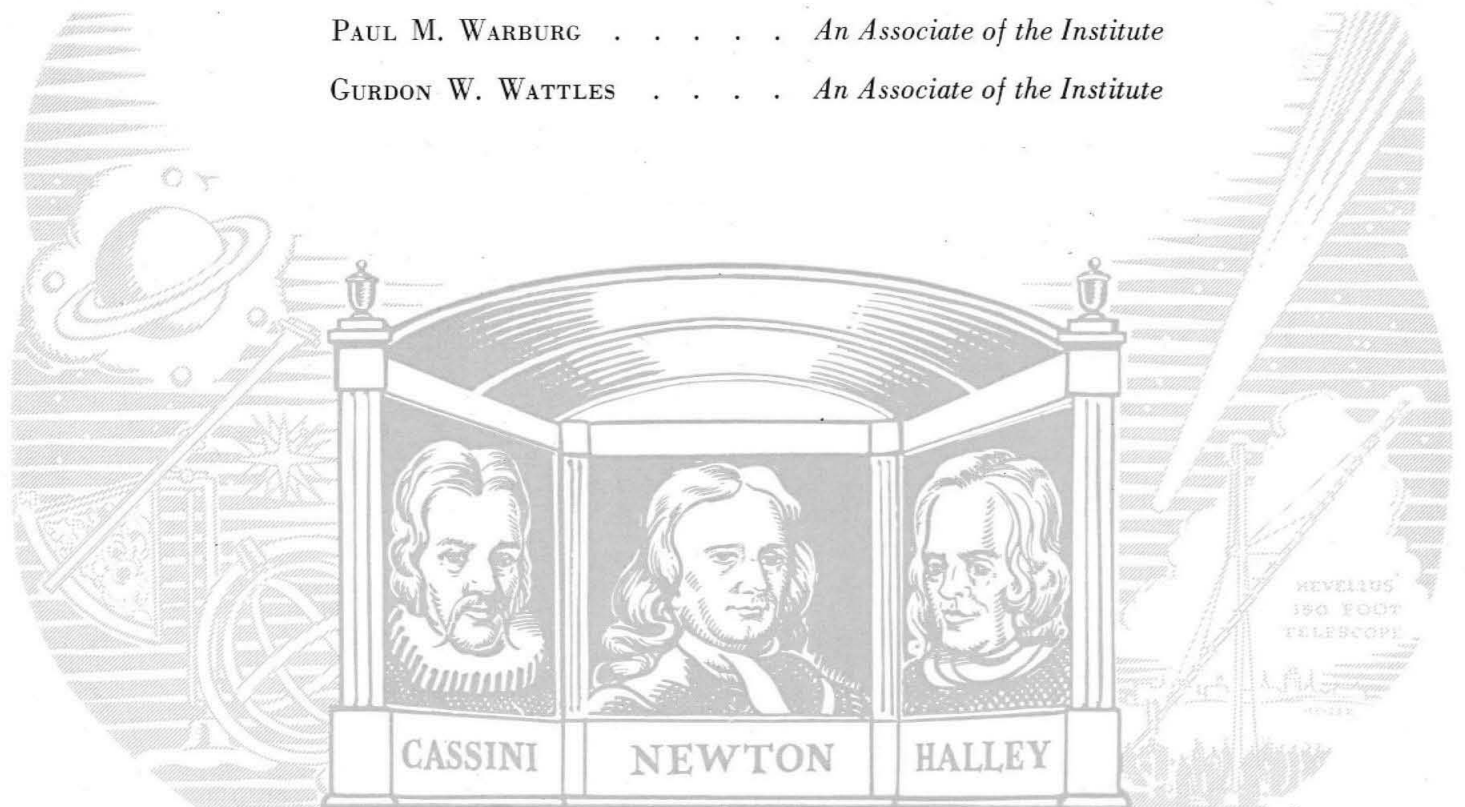 PAUL M. WARBURG . . . . . An Associate of the Institute
GURDON W. WATTLES . . . . An Associate of the Institute
HEVELIUS'
150 FOOT
TELESCOPE
CASSINI NEWTON HALLEY